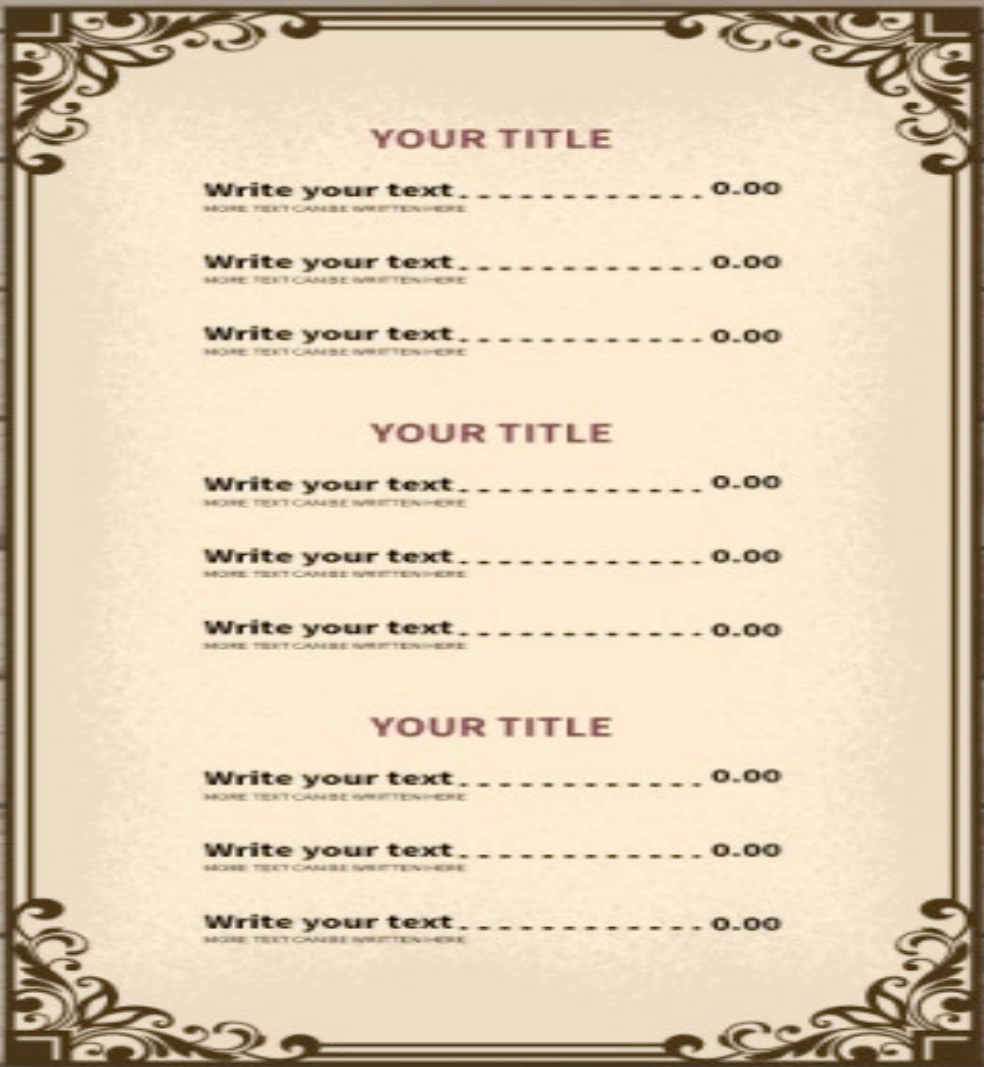 YOUR TITLE
Write your text............0.00
MORE TEXT CAN BE WRITTEN HERE
Write your text............0.00
MORE TEXT CAN BE WRITTEN HERE
Write your text............0.00
MORE TEXT CAN BE WRITTEN HERE
YOUR TITLE
Write your text............0.00
MORE TEXT CAN BE WRITTEN HERE
Write your text............0.00
MORE TEXT CAN BE WRITTEN HERE
Write your text............0.00
MORE TEXT CAN BE WRITTEN HERE
YOUR TITLE
Write your text............0.00
MORE TEXT CAN BE WRITTEN HERE
Write your text............0.00
MORE TEXT CAN BE WRITTEN HERE
Write your text............0.00
MORE TEXT CAN BE WRITTEN HERE